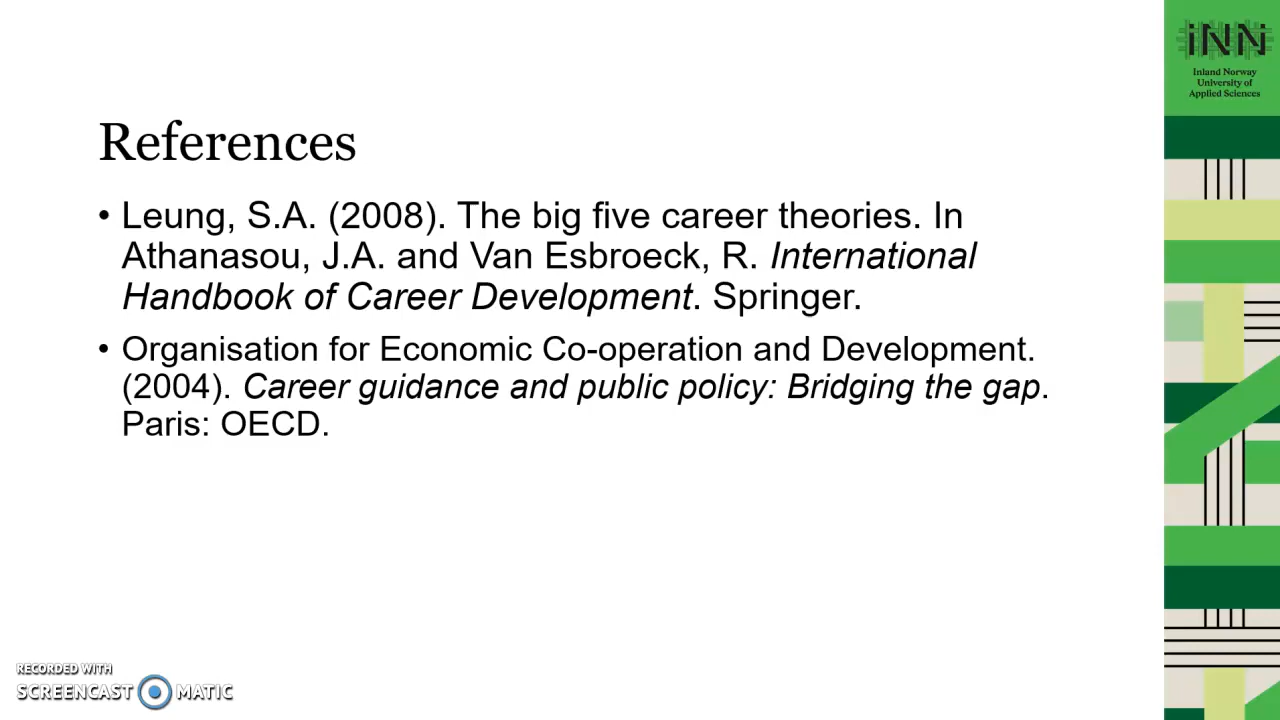 iNN
Inland Norway
University of
Applied Sciences
References
• Leung, S.A. (2008). The big five career theories. In
Athanasou, J.A. and Van Esbroeck, R. International
Handbook of Career Development. Springer.
• Organisation for Economic Co-operation and Development.
(2004). Career guidance and public policy: Bridging the gap.
Paris: OECD.
RECORDED WITH
SCREENCAST MATIC